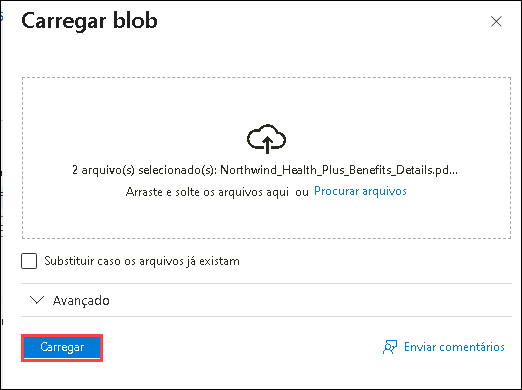 Carregar blob
2 arquivo(s) selecionado(s): Northwind_Health_Plus_Benefits_Details.pd...
Arraste e solte os arquivos aqui ou Procurar arquivos
Substituir caso os arquivos já existam
Avançado
Carregar
Enviar comentários